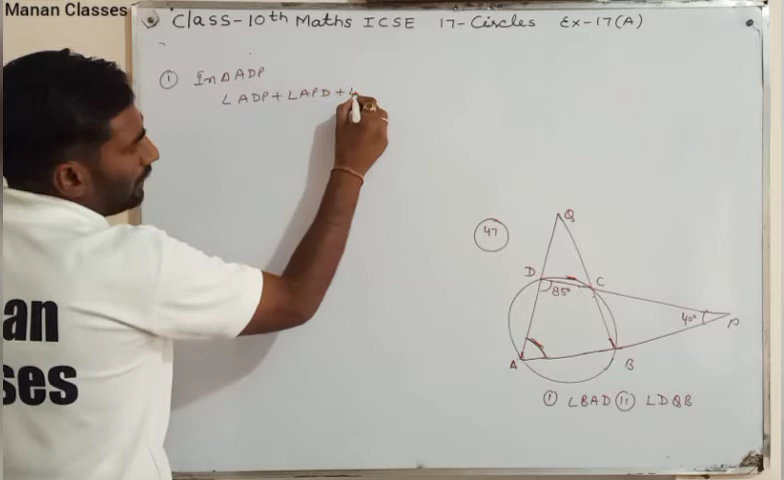 Manan Classes
Class-10th Maths ICSE 17-Circles Ex-17(A)
① In △ADP
∠ADP+∠APD+∠
47
Q
D
C
85°
40°
P
A
B
① ∠BAD ⑪ ∠DQB
an
ses